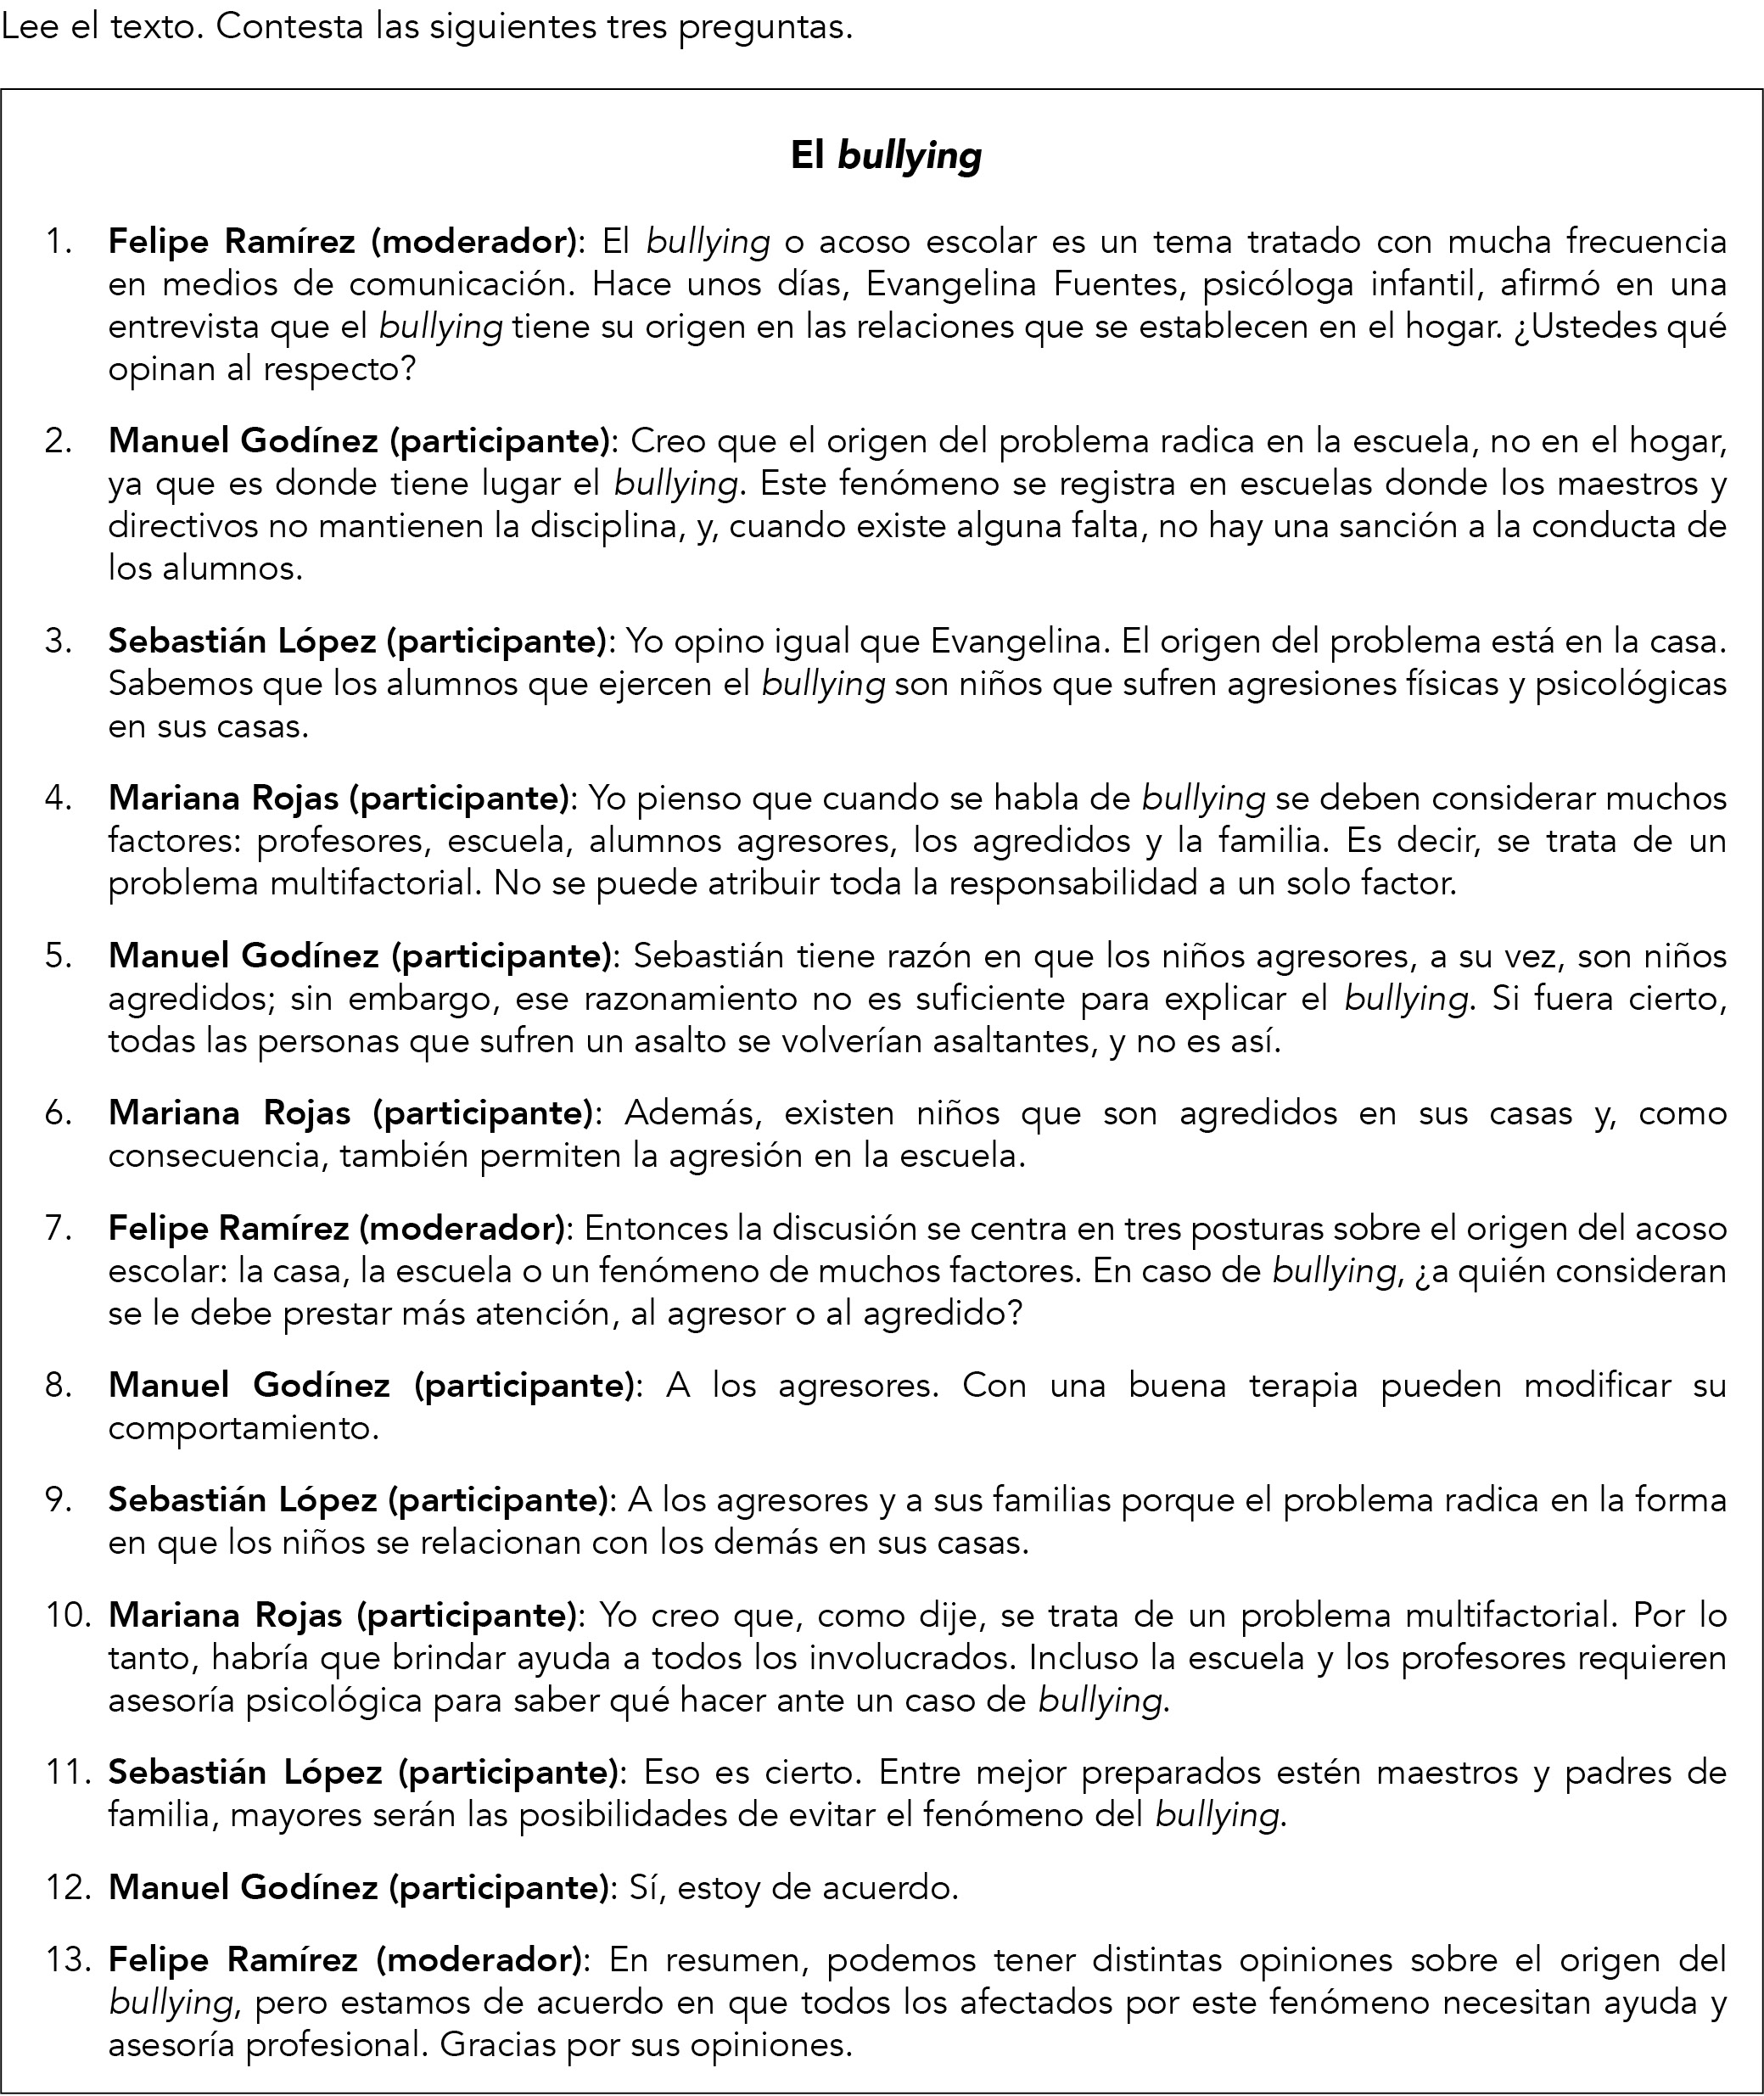 Lee el texto. Contesta las siguientes tres preguntas.
El bullying
1. Felipe Ramírez (moderador): El bullying o acoso escolar es un tema tratado con mucha frecuencia
en medios de comunicación. Hace unos días, Evangelina Fuentes, psicóloga infantil, afirmó en una
entrevista que el bullying tiene su origen en las relaciones que se establecen en el hogar. ¿Ustedes qué
opinan al respecto?
2. Manuel Godínez (participante): Creo que el origen del problema radica en la escuela, no en el hogar,
ya que es donde tiene lugar el bullying. Este fenómeno se registra en escuelas donde los maestros y
directivos no mantienen la disciplina, y, cuando existe alguna falta, no hay una sanción a la conducta de
los alumnos.
3. Sebastián López (participante): Yo opino igual que Evangelina. El origen del problema está en la casa.
Sabemos que los alumnos que ejercen el bullying son niños que sufren agresiones físicas y psicológicas
en sus casas.
4. Mariana Rojas (participante): Yo pienso que cuando se habla de bullying se deben considerar muchos
factores: profesores, escuela, alumnos agresores, los agredidos y la familia. Es decir, se trata de un
problema multifactorial. No se puede atribuir toda la responsabilidad a un solo factor.
5. Manuel Godínez (participante): Sebastián tiene razón en que los niños agresores, a su vez, son niños
agredidos; sin embargo, ese razonamiento no es suficiente para explicar el bullying. Si fuera cierto,
todas las personas que sufren un asalto se volverían asaltantes, y no es así.
6. Mariana Rojas (participante): Además, existen niños que son agredidos en sus casas y, como
consecuencia, también permiten la agresión en la escuela.
7. Felipe Ramírez (moderador): Entonces la discusión se centra en tres posturas sobre el origen del acoso
escolar: la casa, la escuela o un fenómeno de muchos factores. En caso de bullying, ¿a quién consideran
se le debe prestar más atención, al agresor o al agredido?
8. Manuel Godínez (participante): A los agresores. Con una buena terapia pueden modificar su
comportamiento.
9. Sebastián López (participante): A los agresores y a sus familias porque el problema radica en la forma
en que los niños se relacionan con los demás en sus casas.
10. Mariana Rojas (participante): Yo creo que, como dije, se trata de un problema multifactorial. Por lo
tanto, habría que brindar ayuda a todos los involucrados. Incluso la escuela y los profesores requieren
asesoría psicológica para saber qué hacer ante un caso de bullying.
11. Sebastián López (participante): Eso es cierto. Entre mejor preparados estén maestros y padres de
familia, mayores serán las posibilidades de evitar el fenómeno del bullying.
12. Manuel Godínez (participante): Sí, estoy de acuerdo.
13. Felipe Ramírez (moderador): En resumen, podemos tener distintas opiniones sobre el origen del
bullying, pero estamos de acuerdo en que todos los afectados por este fenómeno necesitan ayuda y
asesoría profesional. Gracias por sus opiniones.